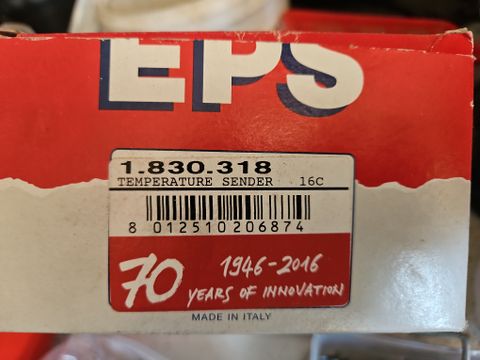 EPS
1.830.318
TEMPERATURE SENDER 16C
8 012510 206874
70 1946-2016
YEARS OF INNOVATION
MADE IN ITALY